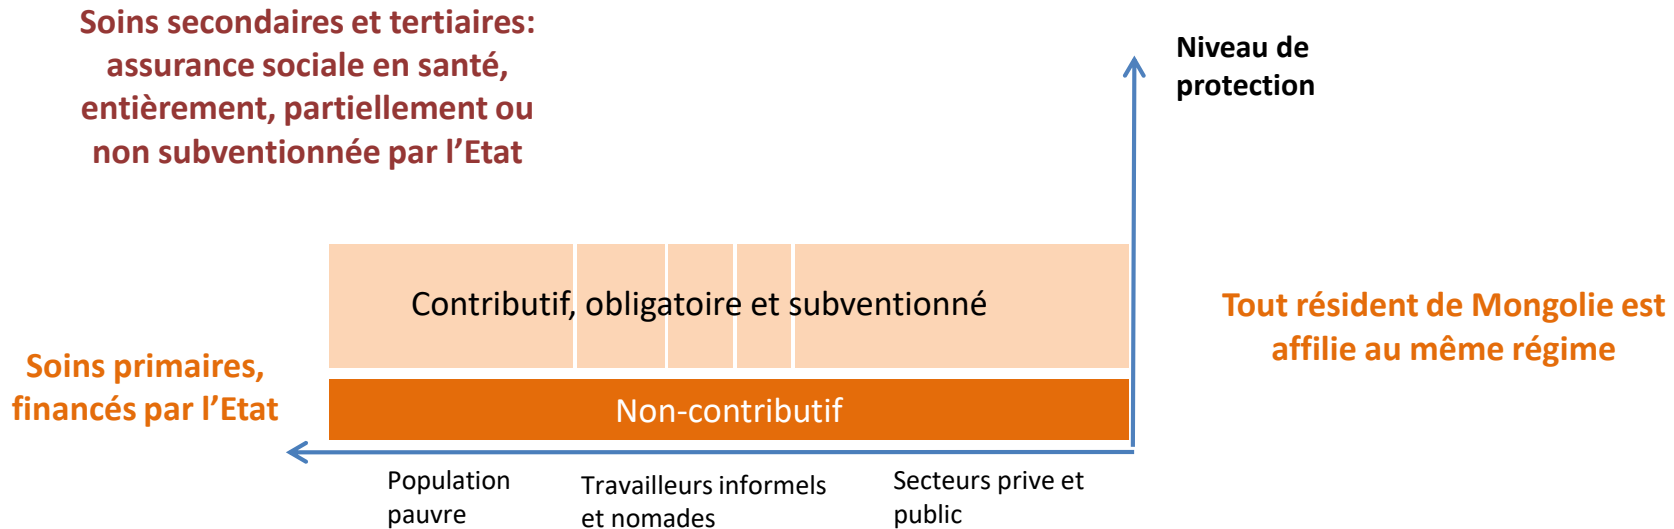 Soins secondaires et tertiaires:
assurance sociale en santé,
entièrement, partiellement ou
non subventionnée par l’Etat
Niveau de
protection
Contributif, obligatoire et subventionné
Tout résident de Mongolie est
affilie au même régime
Soins primaires,
financés par l’Etat
Non-contributif
Population
pauvre
Travailleurs informels
et nomades
Secteurs prive et
public